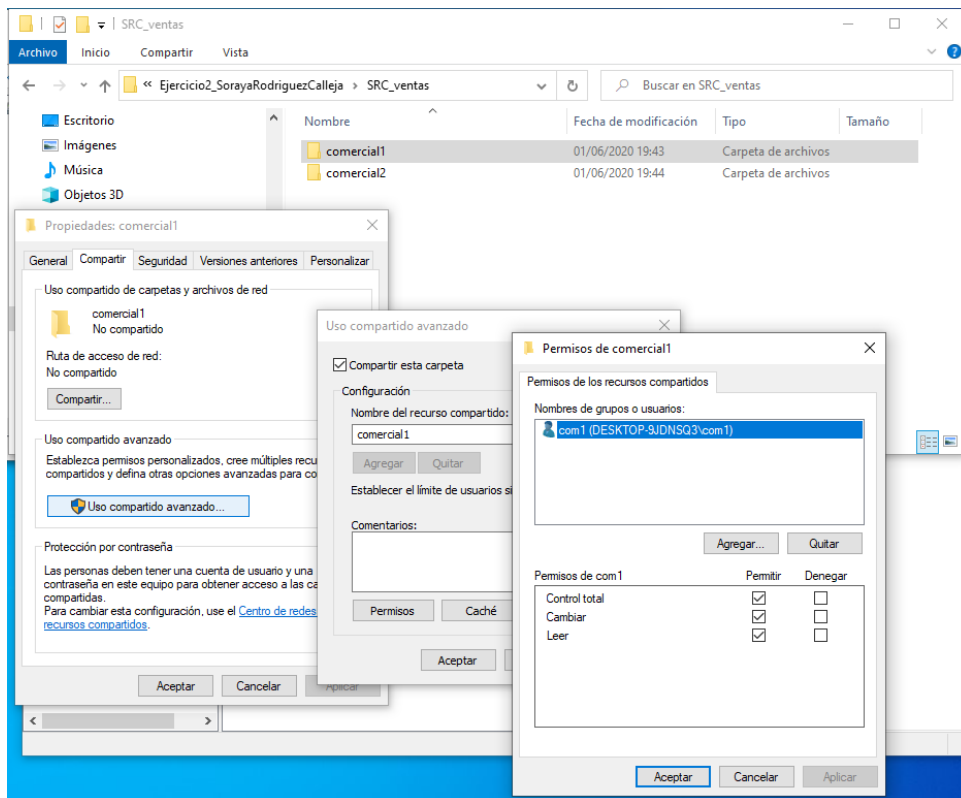 SRC_ventas
Archivo Inicio Compartir Vista
« Ejercicio2_SorayaRodriguezCalleja > SRC_ventas
Buscar en SRC_ventas
Escritorio
Imágenes
Música
Objetos 3D
Nombre Fecha de modificación Tipo Tamaño
comercial1 01/06/2020 19:43 Carpeta de archivos
comercial2 01/06/2020 19:44 Carpeta de archivos
Propiedades: comercial1
General Compartir Seguridad Versiones anteriores Personalizar
Uso compartido de carpetas y archivos de red
comercial1
No compartido
Ruta de acceso de red:
No compartido
Compartir...
Uso compartido avanzado
Establezca permisos personalizados, cree múltiples recu
compartidos y defina otras opciones avanzadas para co
Uso compartido avanzado...
Protección por contraseña
Las personas deben tener una cuenta de usuario y una
contraseña en este equipo para obtener acceso a las ca
compartidas.
Para cambiar esta configuración, use el Centro de redes
recursos compartidos.
Aceptar Cancelar Aplicar
Uso compartido avanzado
Compartir esta carpeta
Configuración
Nombre del recurso compartido:
comercial1
Agregar Quitar
Establecer el límite de usuarios si
Comentarios:
Permisos Caché
Aceptar
Permisos de comercial1
Permisos de los recursos compartidos
Nombres de grupos o usuarios:
com1 (DESKTOP-9JDNSQ3\com1)
Agregar... Quitar
Permisos de com1 Permitir Denegar
Control total
Cambiar
Leer
Aceptar Cancelar Aplicar